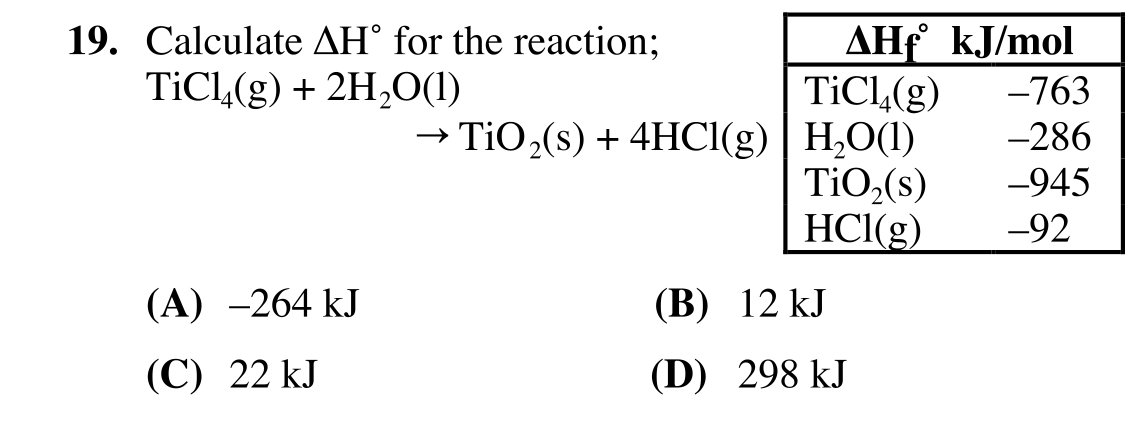 19. Calculate ΔH° for the reaction;
TiCl₄(g) + 2H₂O(l)
→ TiO₂(s) + 4HCl(g)
ΔHf° kJ/mol
TiCl₄(g) –763
H₂O(l) –286
TiO₂(s) –945
HCl(g) –92
(A) –264 kJ (B) 12 kJ
(C) 22 kJ (D) 298 kJ